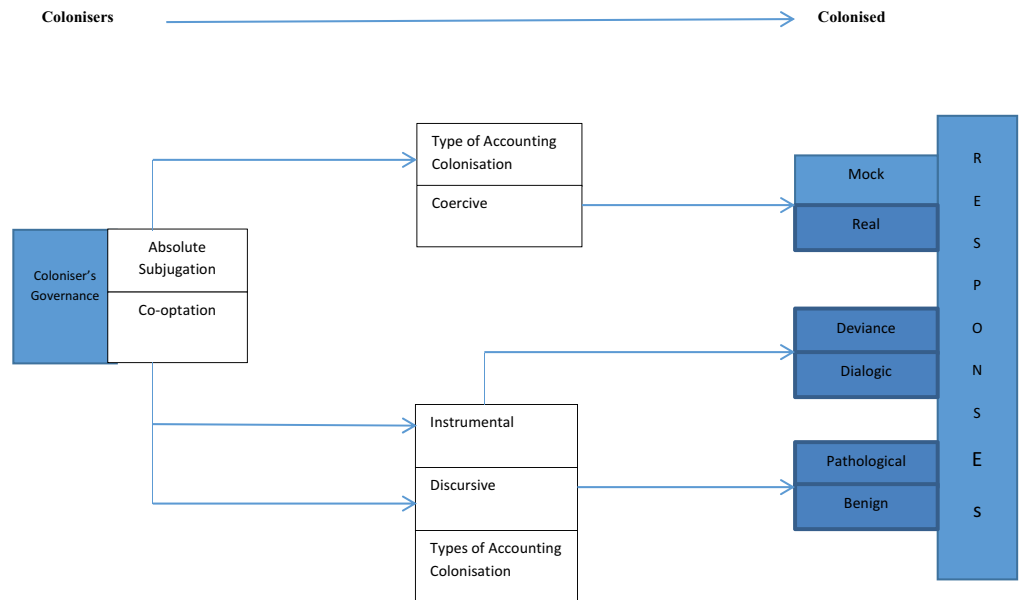 Colonisers
Colonised
Type of Accounting
Colonisation
Coercive
Coloniser's
Governance
Absolute
Subjugation
Co-optation
Instrumental
Discursive
Types of Accounting
Colonisation
Mock
Real
Deviance
Dialogic
Pathological
Benign
R
E
S
P
O
N
S
E
s